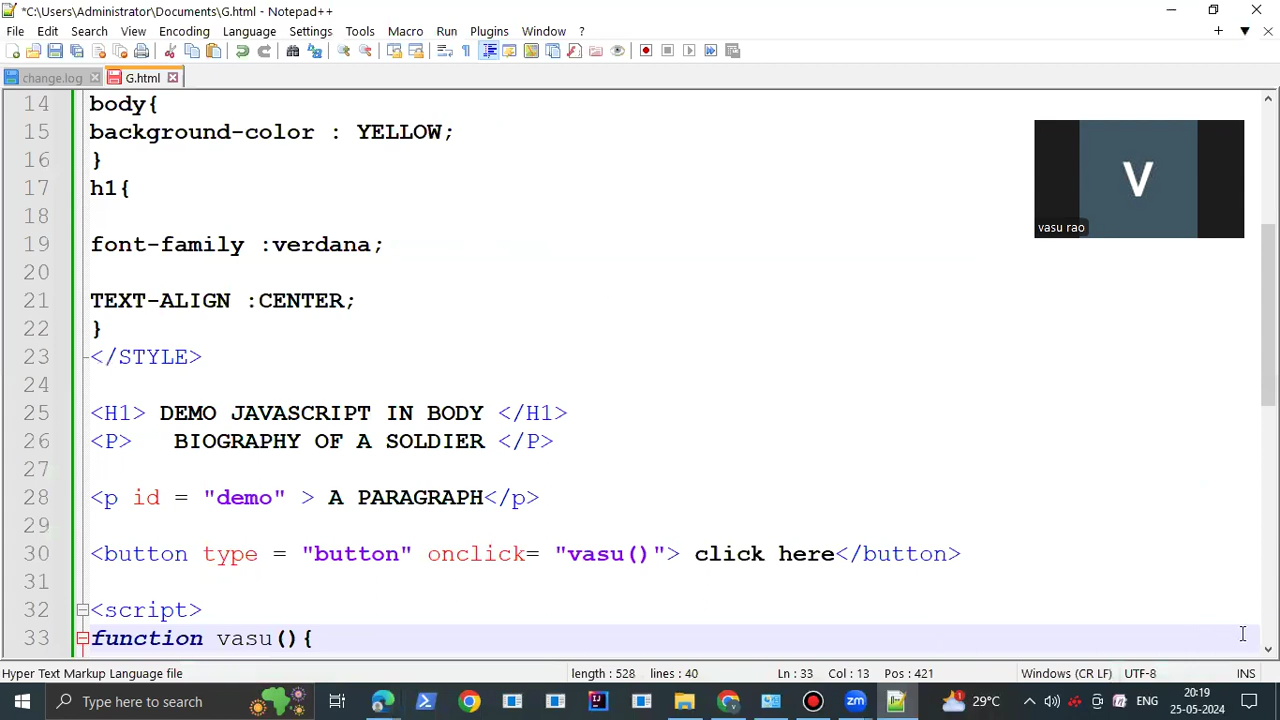 *C:\Users\Administrator\Documents\G.html - Notepad++
File Edit Search View Encoding Language Settings Tools Macro Run Plugins Window ?
change.log G.html
14 body{
15 background-color : YELLOW;
16 }
17 h1{
18
19 font-family :verdana;
20
21 TEXT-ALIGN :CENTER;
22 }
23 </STYLE>
24
25 <H1> DEMO JAVASCRIPT IN BODY </H1>
26 <P>   BIOGRAPHY OF A SOLDIER </P>
27
28 <p id = "demo" > A PARAGRAPH</p>
29
30 <button type = "button" onclick= "vasu()"> click here</button>
31
32 <script>
33 function vasu(){
V
vasu rao
Hyper Text Markup Language file length : 528 lines : 40 Ln : 33 Col : 13 Pos : 421 Windows (CR LF) UTF-8 INS
Type here to search zm 29°C ENG 20:19
25-05-2024